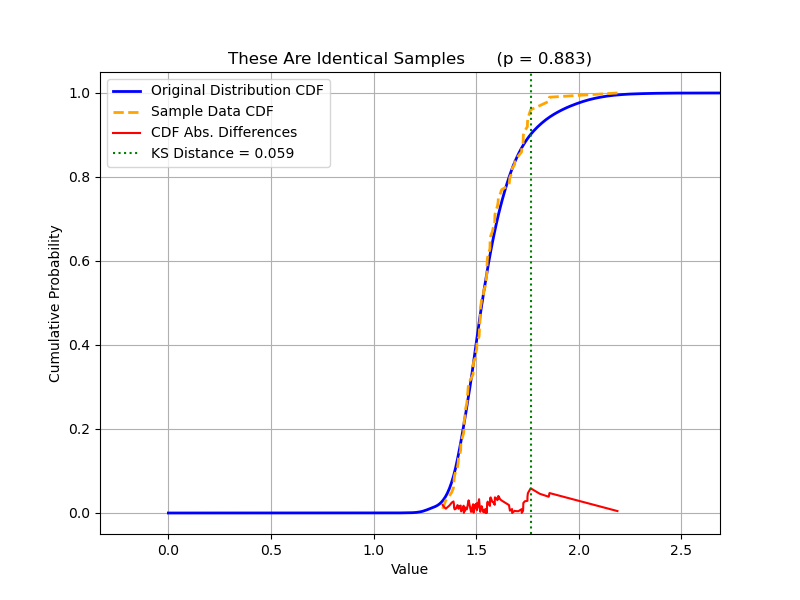 These Are Identical Samples (p = 0.883)
Original Distribution CDF
Sample Data CDF
CDF Abs. Differences
KS Distance = 0.059
Cumulative Probability
1.0
0.8
0.6
0.4
0.2
0.0
0.0 0.5 1.0 1.5 2.0 2.5
Value